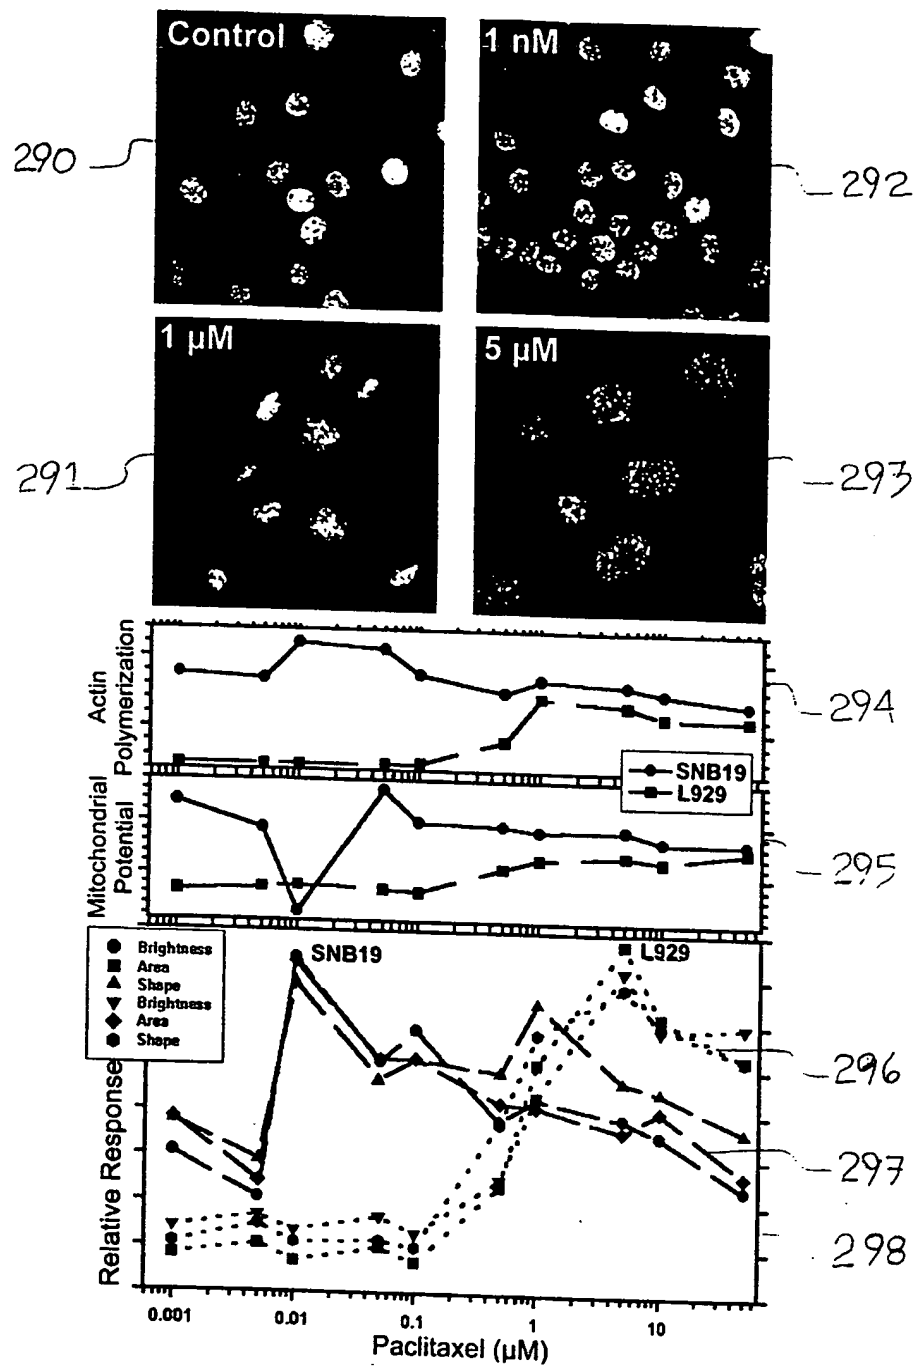 Control
1 nM
290
292
1 µM
5 µM
291
293
Actin
Polymerization
294
SNB19
L929
Mitochondrial
Potential
295
Brightness
Area
Shape
Brightness
Area
Shape
SNB19
L929
296
297
298
Relative Response
0.001 0.01 0.1 1 10
Paclitaxel (µM)